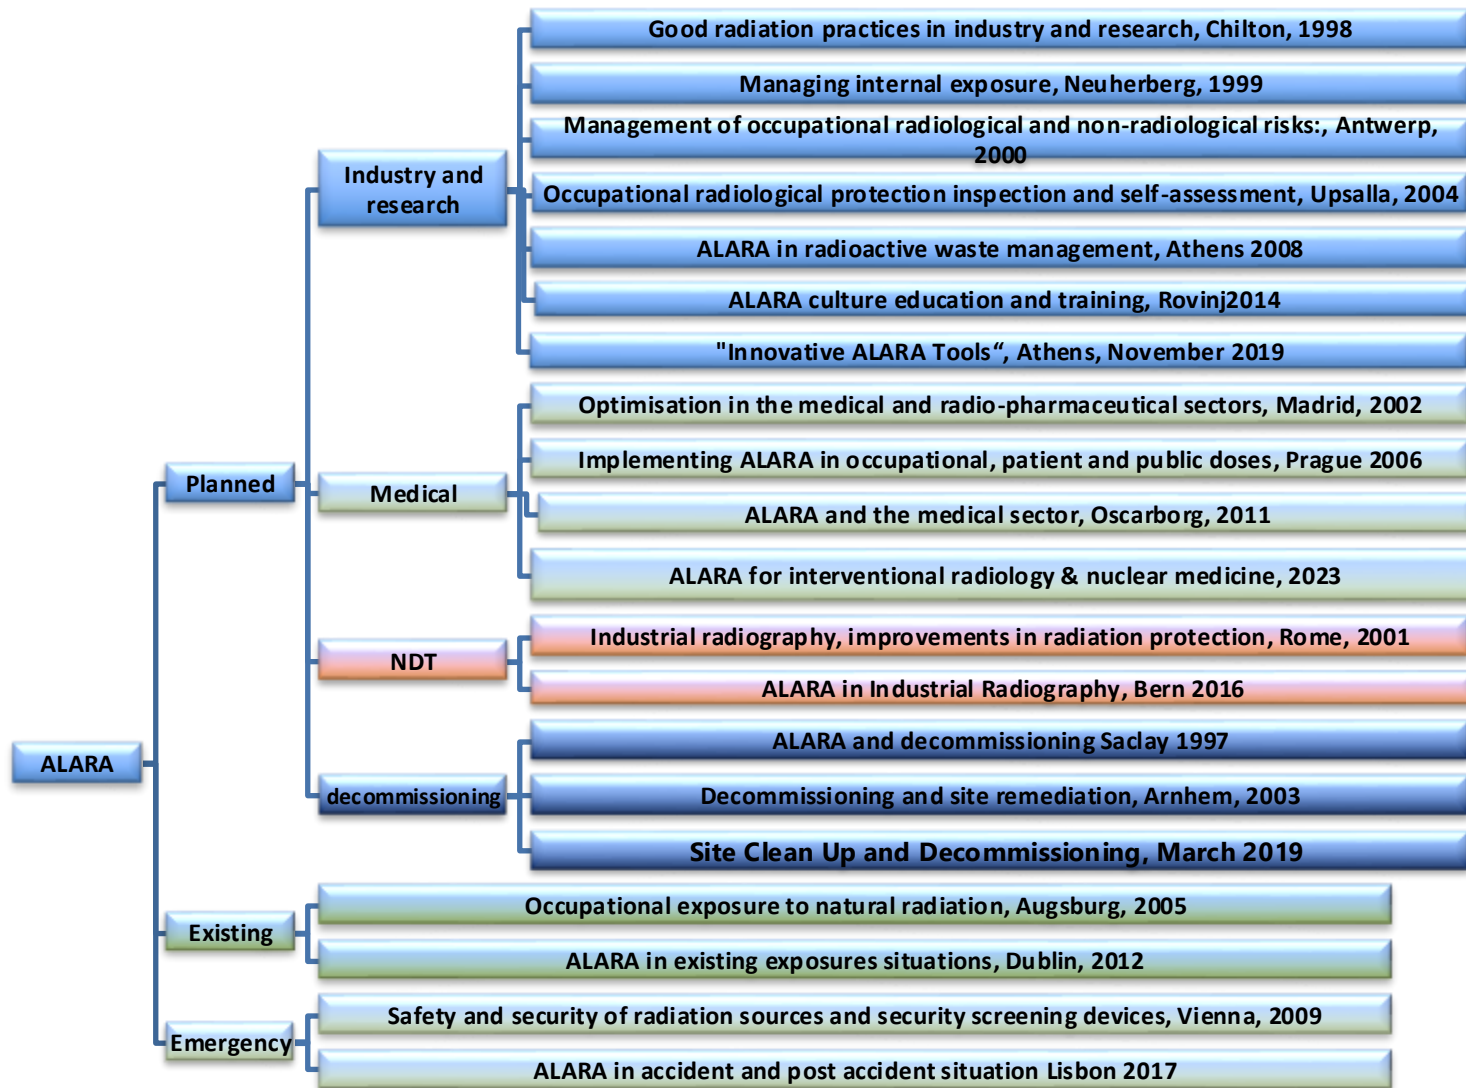 ALARA
Planned
Industry and
research
Good radiation practices in industry and research, Chilton, 1998
Managing internal exposure, Neuherberg, 1999
Management of occupational radiological and non-radiological risks:, Antwerp,
2000
Occupational radiological protection inspection and self-assessment, Upsalla, 2004
ALARA in radioactive waste management, Athens 2008
ALARA culture education and training, Rovinj2014
"Innovative ALARA Tools“, Athens, November 2019
Medical
Optimisation in the medical and radio-pharmaceutical sectors, Madrid, 2002
Implementing ALARA in occupational, patient and public doses, Prague 2006
ALARA and the medical sector, Oscarborg, 2011
ALARA for interventional radiology & nuclear medicine, 2023
NDT
Industrial radiography, improvements in radiation protection, Rome, 2001
ALARA in Industrial Radiography, Bern 2016
decommissioning
ALARA and decommissioning Saclay 1997
Decommissioning and site remediation, Arnhem, 2003
Site Clean Up and Decommissioning, March 2019
Existing
Occupational exposure to natural radiation, Augsburg, 2005
ALARA in existing exposures situations, Dublin, 2012
Emergency
Safety and security of radiation sources and security screening devices, Vienna, 2009
ALARA in accident and post accident situation Lisbon 2017